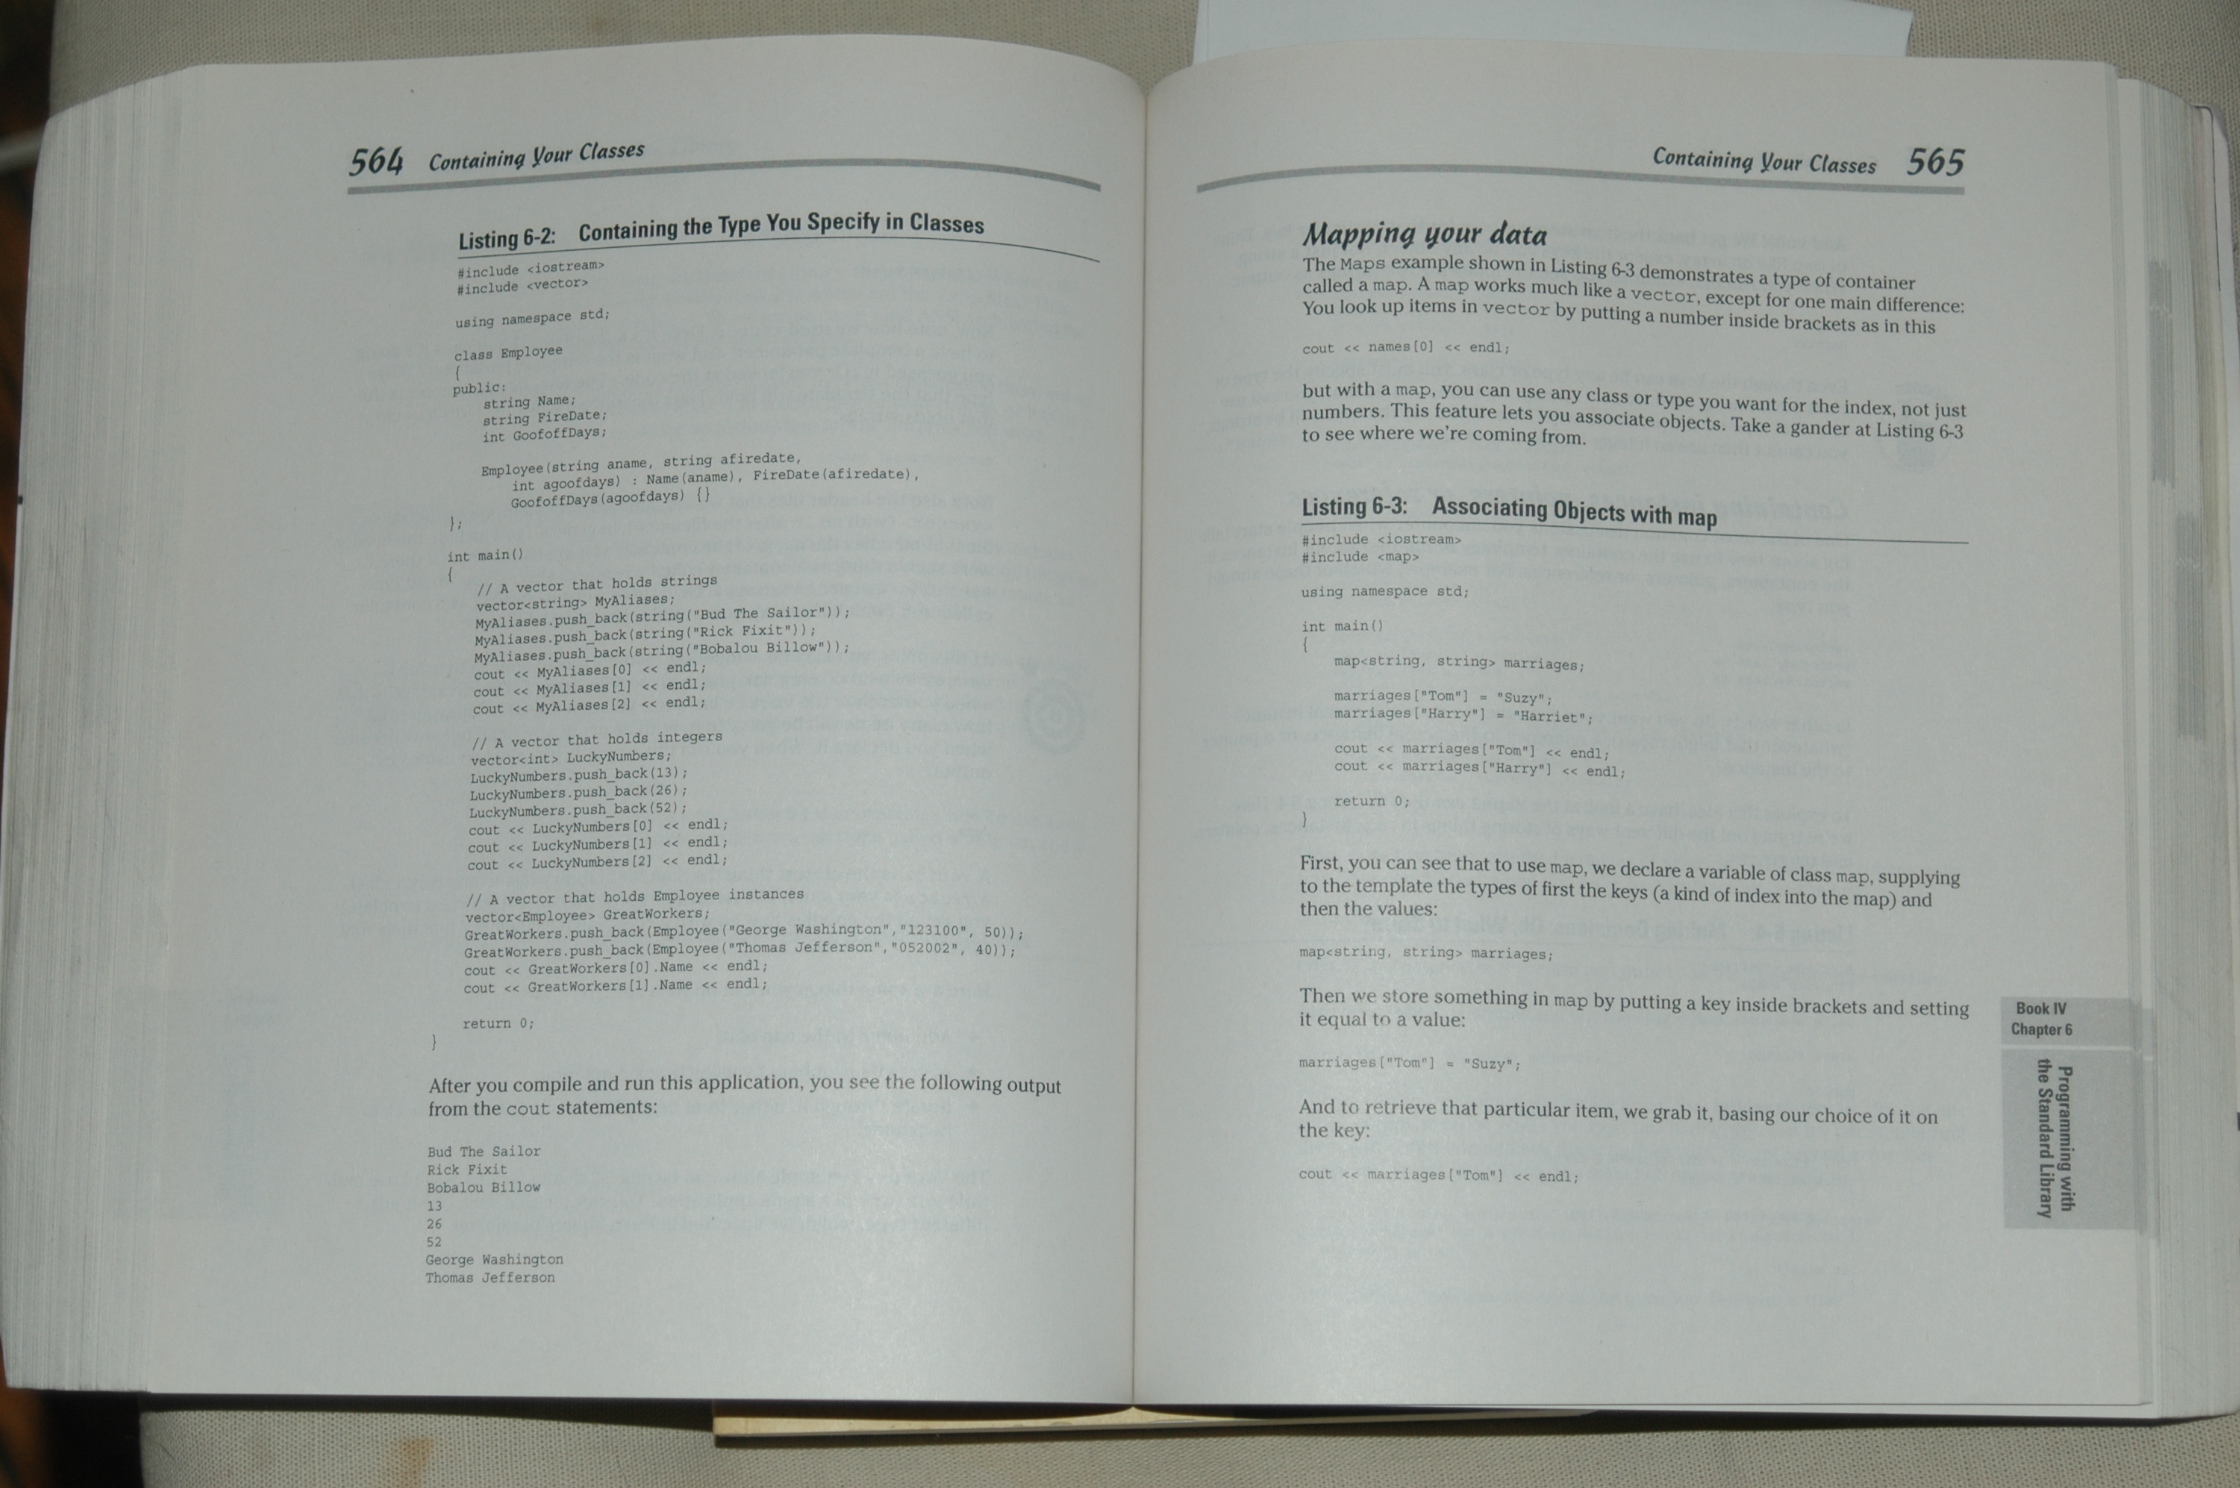 564 Containing Your Classes
Listing 6-2: Containing the Type You Specify in Classes
#include <iostream>
#include <vector>
using namespace std;
class Employee
{
public:
string Name;
string FireDate;
int GoofoffDays;
Employee(string aname, string afiredate,
int agoofdays) : Name(aname), FireDate(afiredate),
GoofoffDays(agoofdays) {}
};
int main()
{
// A vector that holds strings
vector<string> MyAliases;
MyAliases.push_back(string("Bud The Sailor"));
MyAliases.push_back(string("Rick Fixit"));
MyAliases.push_back(string("Bobalou Billow"));
cout << MyAliases[0] << endl;
cout << MyAliases[1] << endl;
cout << MyAliases[2] << endl;
// A vector that holds integers
vector<int> LuckyNumbers;
LuckyNumbers.push_back(13);
LuckyNumbers.push_back(26);
LuckyNumbers.push_back(52);
cout << LuckyNumbers[0] << endl;
cout << LuckyNumbers[1] << endl;
cout << LuckyNumbers[2] << endl;
// A vector that holds Employee instances
vector<Employee> GreatWorkers;
GreatWorkers.push_back(Employee("George Washington","123100", 50));
GreatWorkers.push_back(Employee("Thomas Jefferson","052002", 40));
cout << GreatWorkers[0].Name << endl;
cout << GreatWorkers[1].Name << endl;
return 0;
}
After you compile and run this application, you see the following output
from the cout statements:
Bud The Sailor
Rick Fixit
Bobalou Billow
13
26
52
George Washington
Thomas Jefferson
Containing Your Classes 565
Mapping your data
The Maps example shown in Listing 6-3 demonstrates a type of container
called a map. A map works much like a vector, except for one main difference:
You look up items in vector by putting a number inside brackets as in this
cout << names[0] << endl;
but with a map, you can use any class or type you want for the index, not just
numbers. This feature lets you associate objects. Take a gander at Listing 6-3
to see where we're coming from.
Listing 6-3: Associating Objects with map
#include <iostream>
#include <map>
using namespace std;
int main()
{
map<string, string> marriages;
marriages["Tom"] = "Suzy";
marriages["Harry"] = "Harriet";
cout << marriages["Tom"] << endl;
cout << marriages["Harry"] << endl;
return 0;
}
First, you can see that to use map, we declare a variable of class map, supplying
to the template the types of first the keys (a kind of index into the map) and
then the values:
map<string, string> marriages;
Then we store something in map by putting a key inside brackets and setting
it equal to a value:
marriages["Tom"] = "Suzy";
And to retrieve that particular item, we grab it, basing our choice of it on
the key:
cout << marriages["Tom"] << endl;
Book IV
Chapter 6
Programming with
the Standard Library